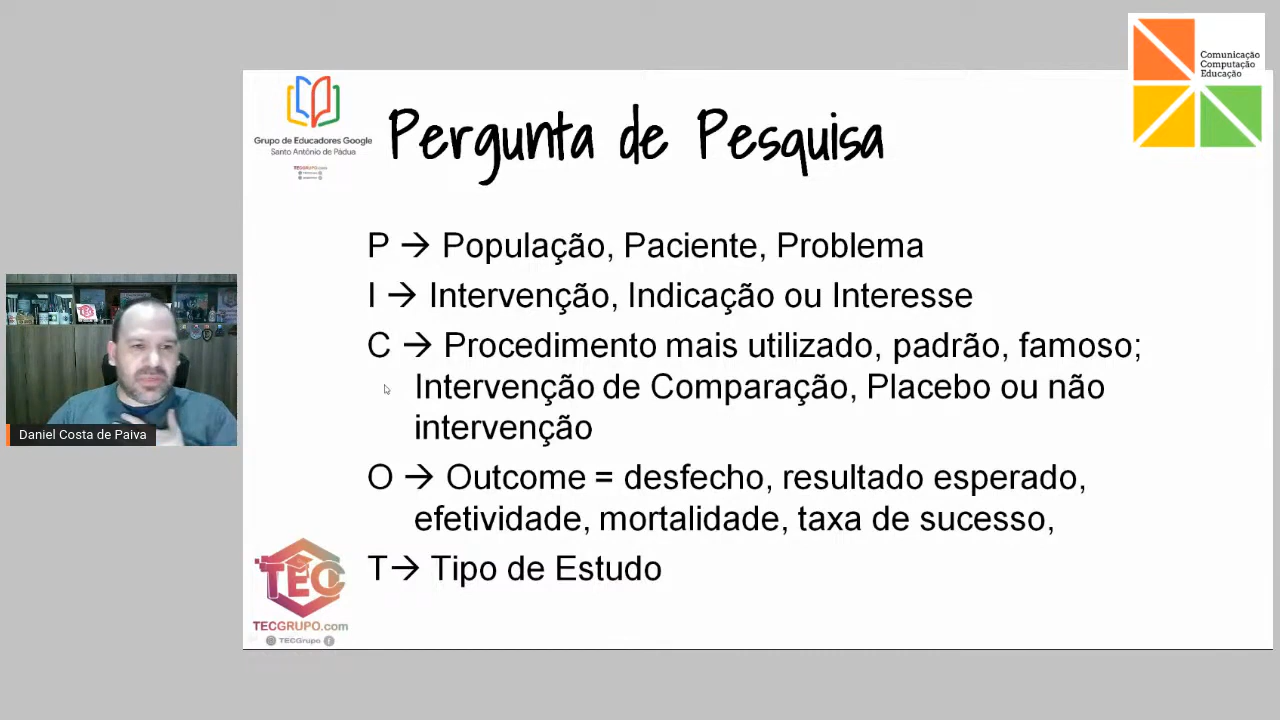 Comunicação
Computação
Educação
Grupo de Educadores Google
Santo Antônio de Pádua
TECGRUPO.com
Pergunta de Pesquisa
P → População, Paciente, Problema
I → Intervenção, Indicação ou Interesse
C → Procedimento mais utilizado, padrão, famoso;
Intervenção de Comparação, Placebo ou não
intervenção
O → Outcome = desfecho, resultado esperado,
efetividade, mortalidade, taxa de sucesso,
T→ Tipo de Estudo
Daniel Costa de Paiva
TEC
TECGRUPO.com
TECGrupo